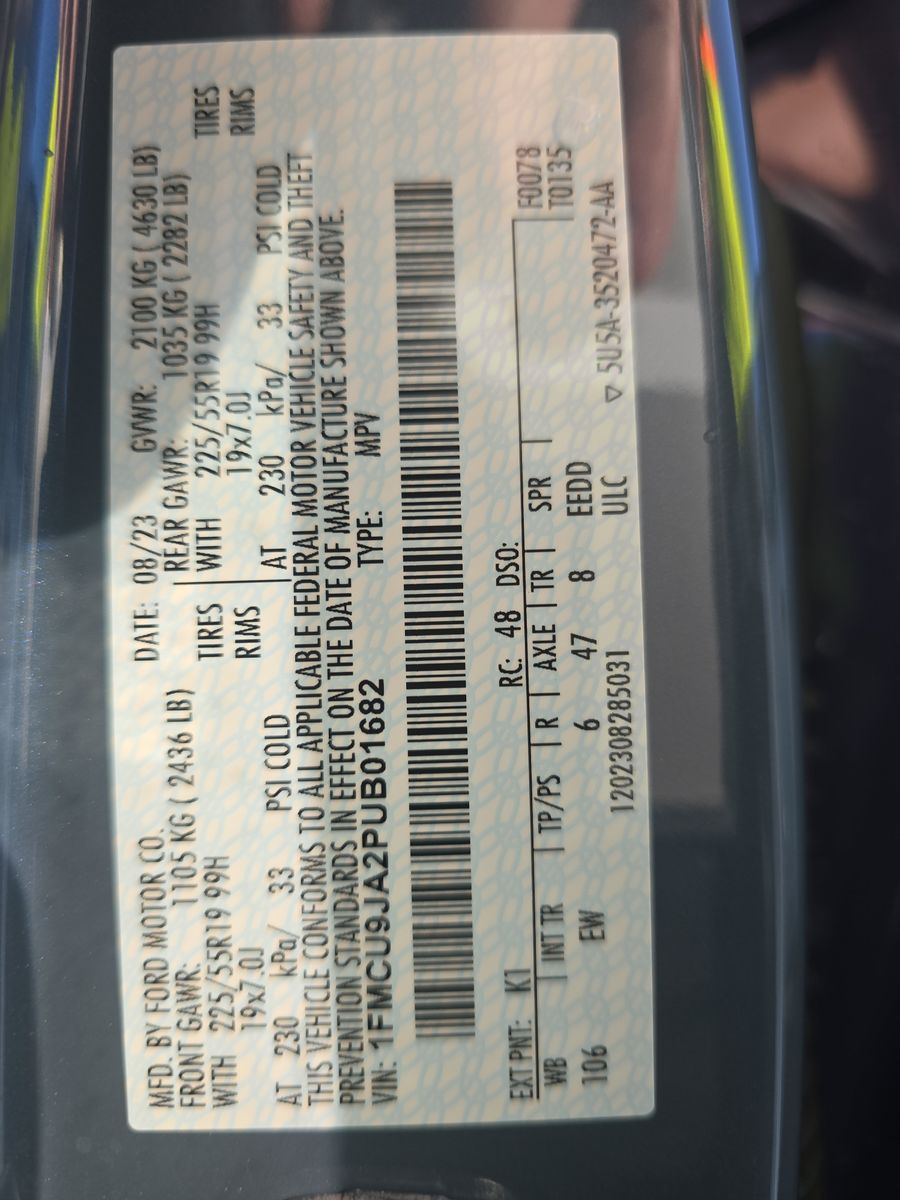 MFD. BY FORD MOTOR CO. DATE: 08/23 GVWR: 2100 KG ( 4630 LB)
FRONT GAWR: 1105 KG ( 2436 LB) REAR GAWR: 1035 KG ( 2282 LB)
WITH 225/55R19 99H TIRES WITH 225/55R19 99H TIRES
19x7.0J RIMS 19x7.0J RIMS
AT 230 kPa/ 33 PSI COLD AT 230 kPa/ 33 PSI COLD
THIS VEHICLE CONFORMS TO ALL APPLICABLE FEDERAL MOTOR VEHICLE SAFETY AND THEFT
PREVENTION STANDARDS IN EFFECT ON THE DATE OF MANUFACTURE SHOWN ABOVE.
VIN: 1FMCU9JA2PUB01682 TYPE: MPV
EXT PNT: K1 RC: 48 DSO: F0078
WB INT TR TP/PS R AXLE TR SPR T0135
106 EW 6 47 8 EEDD
1202308285031 ULC ▽ 5U5A-3520472-AA